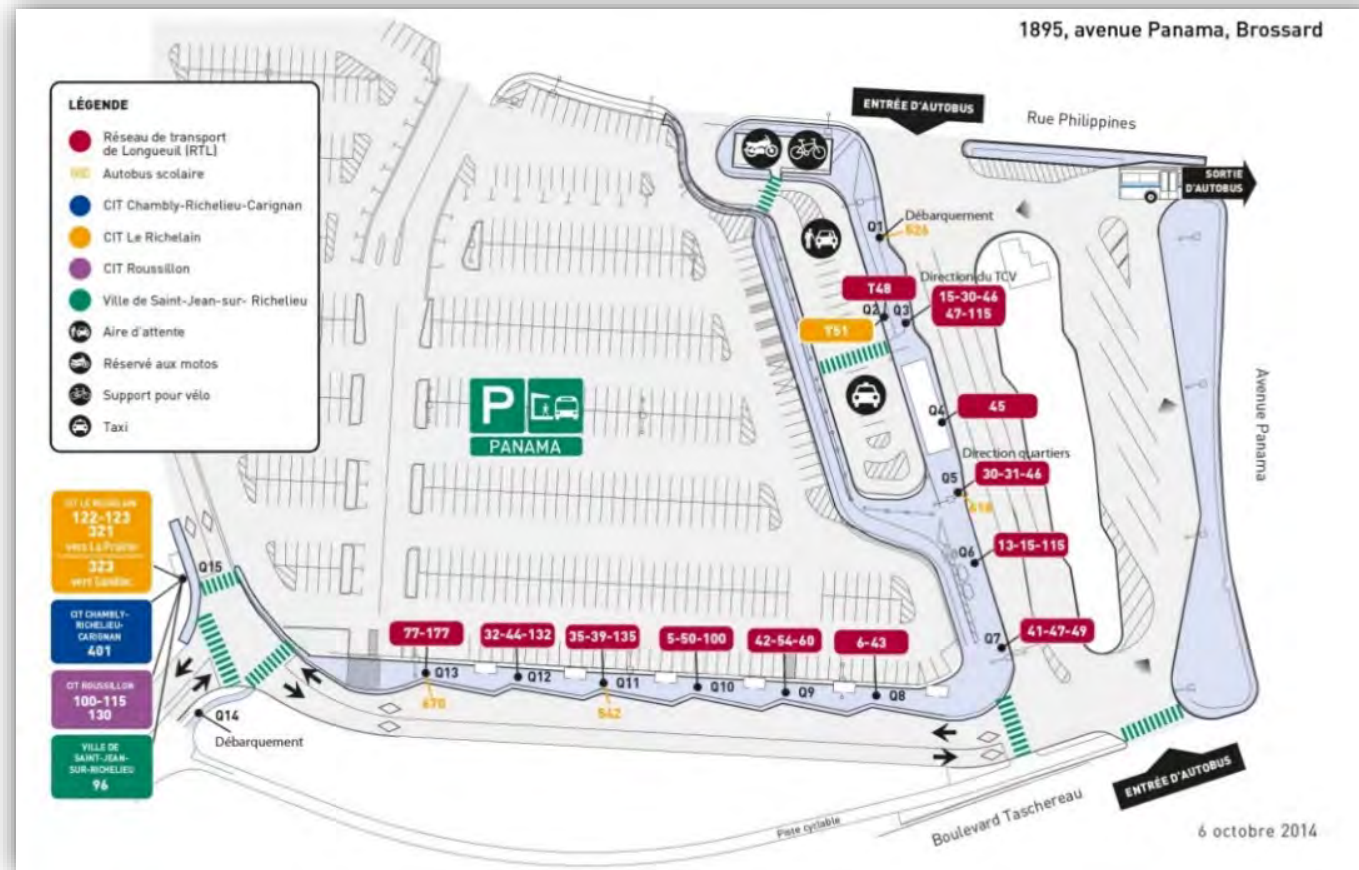 1895, avenue Panama, Brossard
LÉGENDE
Réseau de transport
de Longueuil (RTL)
Autobus scolaire
CIT Chambly-Richelieu-Carignan
CIT Le Richelain
CIT Roussillon
Ville de Saint-Jean-sur- Richelieu
Aire d'attente
Réservé aux motos
Support pour vélo
Taxi
ENTRÉE D'AUTOBUS
Rue Philippines
SORTIE
D'AUTOBUS
Q1
Débarquement
526
Direction du TCV
T48
15-30-46
47-115
Q2
Q3
T51
Q4
45
Direction quartiers
Q5
30-31-46
618
Q6
13-15-115
Q7
41-47-49
Avenue Panama
P
PANAMA
CIT LE RICHELAIN
122-123
321
vers La Prairie
323
vers Candiac
CIT CHAMBLY-
RICHELIEU-
CARIGNAN
401
CIT ROUSSILLON
100-115
130
VILLE DE
SAINT-JEAN-
SUR-RICHELIEU
96
Q15
77-177
32-44-132
35-39-135
5-50-100
42-54-60
6-43
Q13
Q12
Q11
Q10
Q9
Q8
670
542
Q14
Débarquement
Piste cyclable
Boulevard Taschereau
ENTRÉE D'AUTOBUS
6 octobre 2014